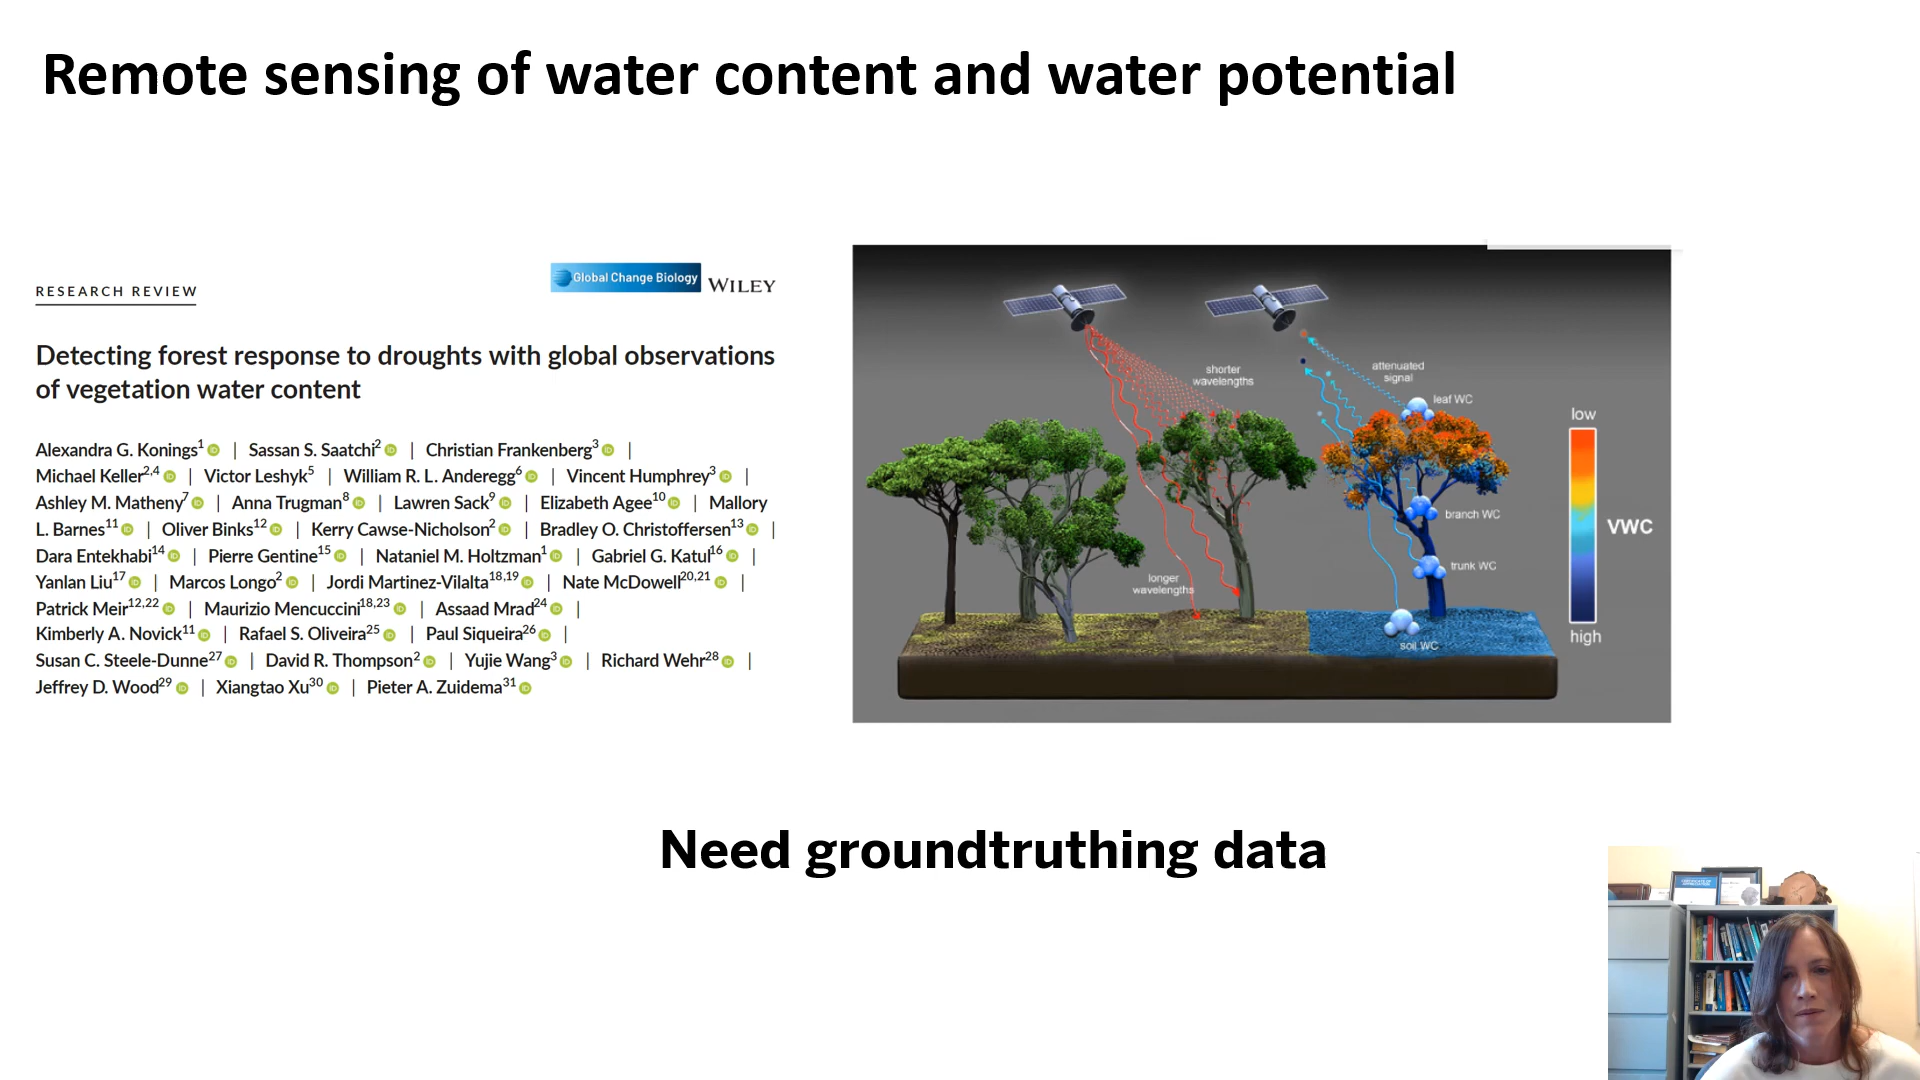 Remote sensing of water content and water potential
RESEARCH REVIEW
Global Change Biology WILEY
Detecting forest response to droughts with global observations
of vegetation water content
Alexandra G. Konings1 | Sassan S. Saatchi2 | Christian Frankenberg3 |
Michael Keller2,4 | Victor Leshyk5 | William R. L. Anderegg6 | Vincent Humphrey3 |
Ashley M. Matheny7 | Anna Trugman8 | Lawren Sack9 | Elizabeth Agee10 | Mallory
L. Barnes11 | Oliver Binks12 | Kerry Cawse-Nicholson2 | Bradley O. Christoffersen13 |
Dara Entekhabi14 | Pierre Gentine15 | Nataniel M. Holtzman1 | Gabriel G. Katul16 |
Yanlan Liu17 | Marcos Longo2 | Jordi Martinez-Vilalta18,19 | Nate McDowell20,21 |
Patrick Meir12,22 | Maurizio Mencuccini18,23 | Assaad Mrad24 |
Kimberly A. Novick11 | Rafael S. Oliveira25 | Paul Siqueira26 |
Susan C. Steele-Dunne27 | David R. Thompson2 | Yujie Wang3 | Richard Wehr28 |
Jeffrey D. Wood29 | Xiangtao Xu30 | Pieter A. Zuidema31
shorter
wavelengths
attenuated
signal
leaf WC
branch WC
trunk WC
longer
wavelengths
soil WC
low
VWC
high
Need groundtruthing data